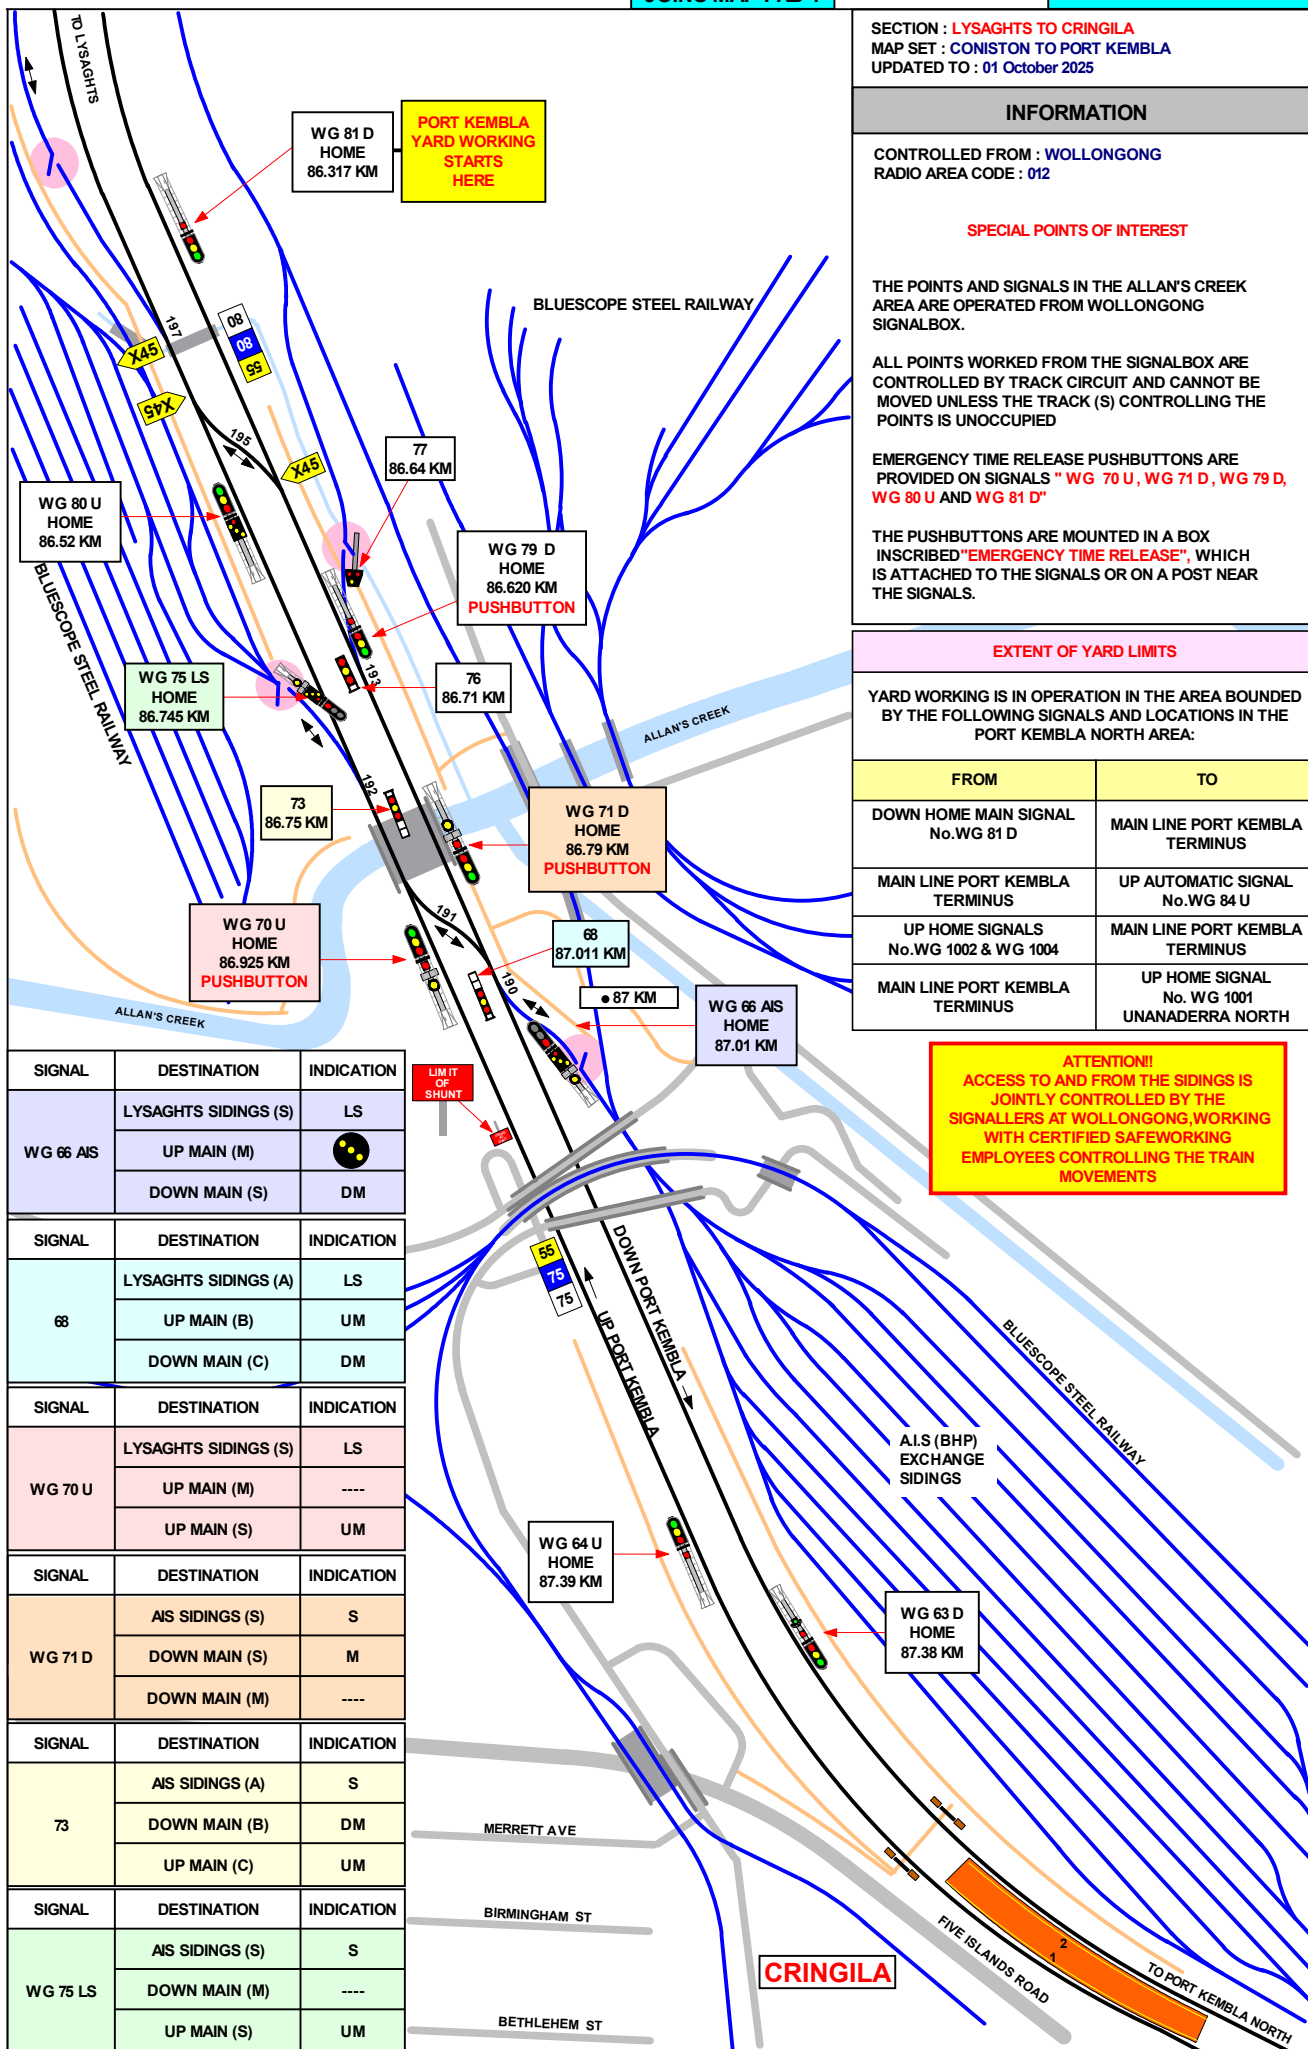 SECTION : LYSAGHTS TO CRINGILA
MAP SET : CONISTON TO PORT KEMBLA
UPDATED TO : 01 October 2025
INFORMATION
CONTROLLED FROM : WOLLONGONG
RADIO AREA CODE : 012
SPECIAL POINTS OF INTEREST
THE POINTS AND SIGNALS IN THE ALLAN'S CREEK
AREA ARE OPERATED FROM WOLLONGONG
SIGNALBOX.
ALL POINTS WORKED FROM THE SIGNALBOX ARE
CONTROLLED BY TRACK CIRCUIT AND CANNOT BE
MOVED UNLESS THE TRACK (S) CONTROLLING THE
POINTS IS UNOCCUPIED
EMERGENCY TIME RELEASE PUSHBUTTONS ARE
PROVIDED ON SIGNALS " WG 70 U, WG 71 D , WG 79 D,
WG 80 U AND WG 81 D"
THE PUSHBUTTONS ARE MOUNTED IN A BOX
INSCRIBED"EMERGENCY TIME RELEASE", WHICH
IS ATTACHED TO THE SIGNALS OR ON A POST NEAR
THE SIGNALS.
EXTENT OF YARD LIMITS
YARD WORKING IS IN OPERATION IN THE AREA BOUNDED
BY THE FOLLOWING SIGNALS AND LOCATIONS IN THE
PORT KEMBLA NORTH AREA:
FROM TO
DOWN HOME MAIN SIGNAL
No.WG 81 D
MAIN LINE PORT KEMBLA
TERMINUS
MAIN LINE PORT KEMBLA
TERMINUS
UP AUTOMATIC SIGNAL
No.WG 84 U
UP HOME SIGNALS
No.WG 1002 & WG 1004
MAIN LINE PORT KEMBLA
TERMINUS
MAIN LINE PORT KEMBLA
TERMINUS
UP HOME SIGNAL
No. WG 1001
UNANADERRA NORTH
ATTENTION!!
ACCESS TO AND FROM THE SIDINGS IS
JOINTLY CONTROLLED BY THE
SIGNALLERS AT WOLLONGONG,WORKING
WITH CERTIFIED SAFEWORKING
EMPLOYEES CONTROLLING THE TRAIN
MOVEMENTS
TO LYSAGHTS
WG 81 D
HOME
86.317 KM
PORT KEMBLA
YARD WORKING
STARTS
HERE
BLUESCOPE STEEL RAILWAY
197
80
80
55
X45
X45
195
X45
77
86.64 KM
WG 80 U
HOME
86.52 KM
WG 79 D
HOME
86.620 KM
PUSHBUTTON
BLUESCOPE STEEL RAILWAY
WG 75 LS
HOME
86.745 KM
193
76
86.71 KM
ALLAN'S CREEK
192
73
86.75 KM
WG 71 D
HOME
86.79 KM
PUSHBUTTON
191
WG 70 U
HOME
86.925 KM
PUSHBUTTON
68
87.011 KM
190
87 KM
WG 66 AIS
HOME
87.01 KM
ALLAN'S CREEK
LIMIT
OF
SHUNT
55
75
75
DOWN PORT KEMBLA
UP PORT KEMBLA
BLUESCOPE STEEL RAILWAY
A.I.S (BHP)
EXCHANGE
SIDINGS
WG 64 U
HOME
87.39 KM
WG 63 D
HOME
87.38 KM
MERRETT AVE
BIRMINGHAM ST
BETHLEHEM ST
CRINGILA
FIVE ISLANDS ROAD
2
1
TO PORT KEMBLA NORTH
SIGNAL DESTINATION INDICATION
WG 66 AIS
LYSAGHTS SIDINGS (S) LS
UP MAIN (M)
DOWN MAIN (S) DM
SIGNAL DESTINATION INDICATION
68
LYSAGHTS SIDINGS (A) LS
UP MAIN (B) UM
DOWN MAIN (C) DM
SIGNAL DESTINATION INDICATION
WG 70 U
LYSAGHTS SIDINGS (S) LS
UP MAIN (M) ----
UP MAIN (S) UM
SIGNAL DESTINATION INDICATION
WG 71 D
AIS SIDINGS (S) S
DOWN MAIN (S) M
DOWN MAIN (M) ----
SIGNAL DESTINATION INDICATION
73
AIS SIDINGS (A) S
DOWN MAIN (B) DM
UP MAIN (C) UM
SIGNAL DESTINATION INDICATION
WG 75 LS
AIS SIDINGS (S) S
DOWN MAIN (M) ----
UP MAIN (S) UM